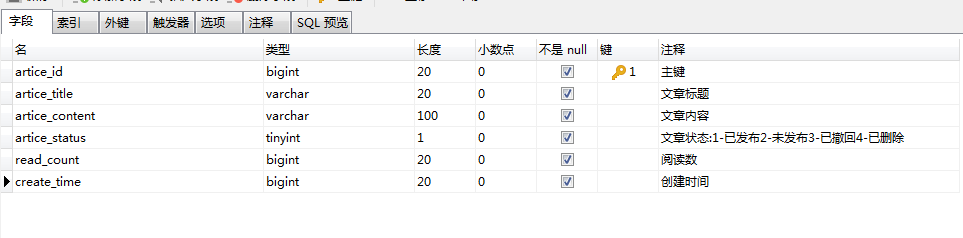 字段 索引 外键 触发器 选项 注释 SQL 预览
名 类型 长度 小数点 不是 null 键 注释
artice_id bigint 20 0 1 主键
artice_title varchar 20 0 文章标题
artice_content varchar 100 0 文章内容
artice_status tinyint 1 0 文章状态:1-已发布2-未发布3-已撤回4-已删除
read_count bigint 20 0 阅读数
create_time bigint 20 0 创建时间